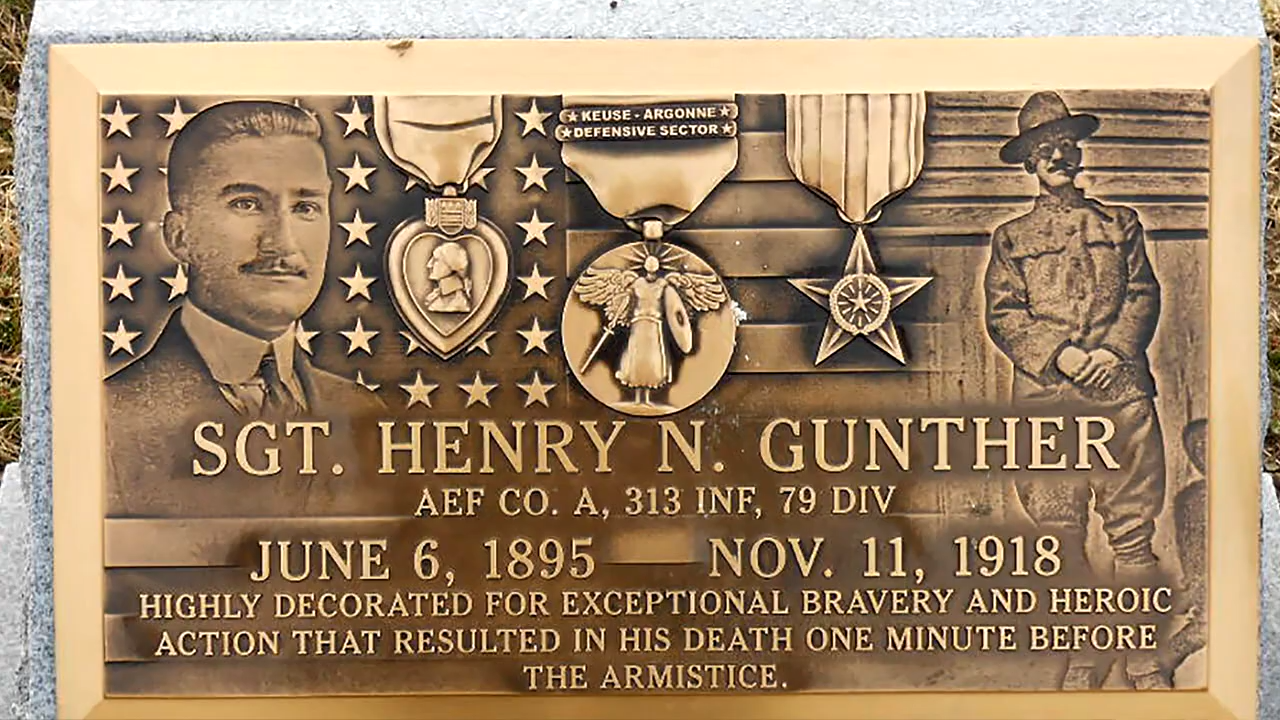 ★ KEUSE - ARGONNE ★
★ DEFENSIVE SECTOR ★
SGT. HENRY N. GUNTHER
AEF CO. A, 313 INF, 79 DIV
JUNE 6, 1895 — NOV. 11, 1918
HIGHLY DECORATED FOR EXCEPTIONAL BRAVERY AND HEROIC
ACTION THAT RESULTED IN HIS DEATH ONE MINUTE BEFORE
THE ARMISTICE.